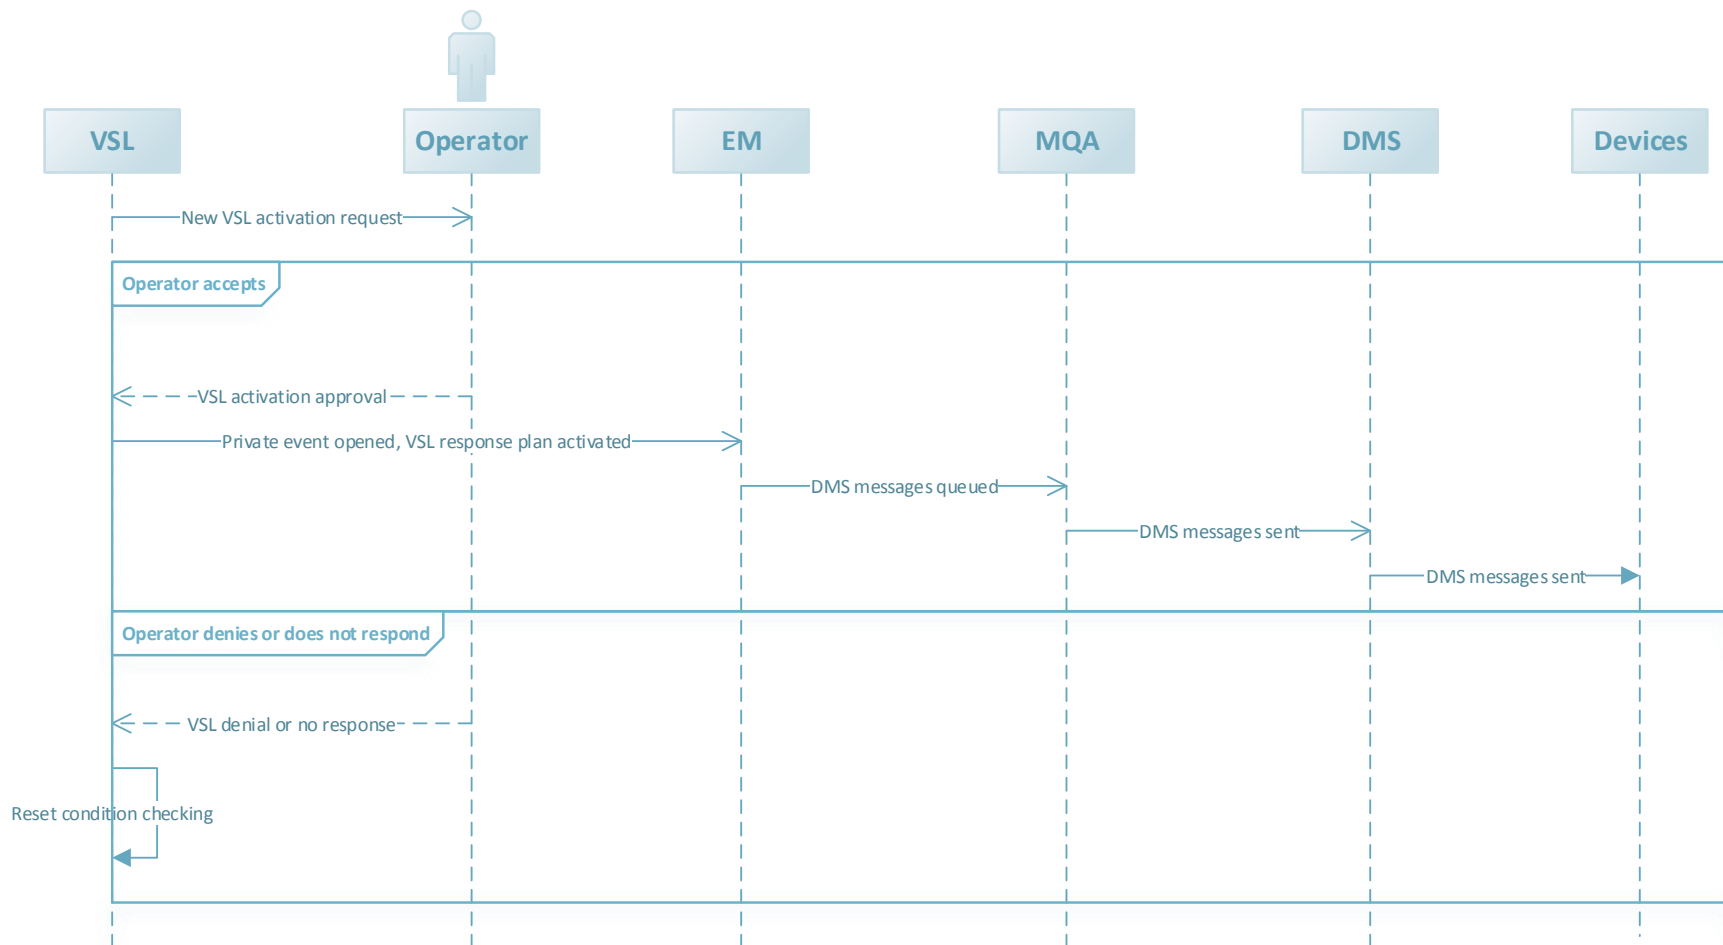 VSL
Operator
EM
MQA
DMS
Devices
New VSL activation request
Operator accepts
VSL activation approval
Private event opened, VSL response plan activated
DMS messages queued
DMS messages sent
DMS messages sent
Operator denies or does not respond
VSL denial or no response
Reset condition checking